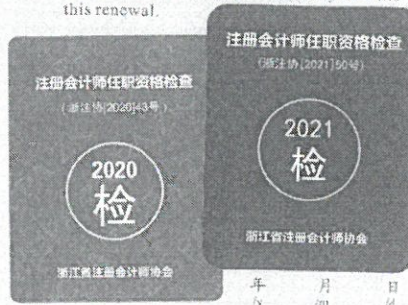 this renewal.
注册会计师任职资格检查
（浙注协[2020]43号）
2020
检
浙江省注册会计师协会
注册会计师任职资格检查
（浙注协[2021]50号）
2021
检
浙江省注册会计师协会
年 月 日
/y /m /d